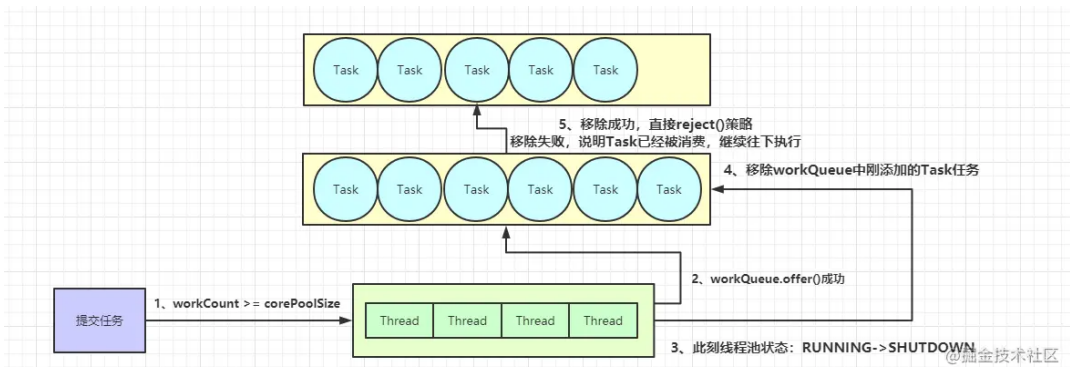 Task Task Task Task Task
5、移除成功，直接reject()策略
移除失败，说明Task已经被消费，继续往下执行
4、移除workQueue中刚添加的Task任务
Task Task Task Task Task Task
2、workQueue.offer()成功
1、workCount >= corePoolSize
提交任务
Thread Thread Thread Thread
3、此刻线程池状态：RUNNING->SHUTDOWN
@掘金技术社区